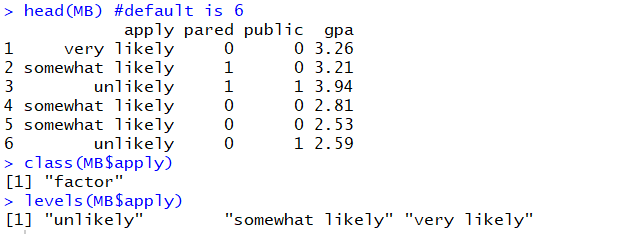 > head(MB) #default is 6
            apply pared public  gpa
1     very likely     0      0 3.26
2 somewhat likely     1      0 3.21
3        unlikely     1      1 3.94
4 somewhat likely     0      0 2.81
5 somewhat likely     0      0 2.53
6        unlikely     0      1 2.59
> class(MB$apply)
[1] "factor"
> levels(MB$apply)
[1] "unlikely"        "somewhat likely" "very likely"